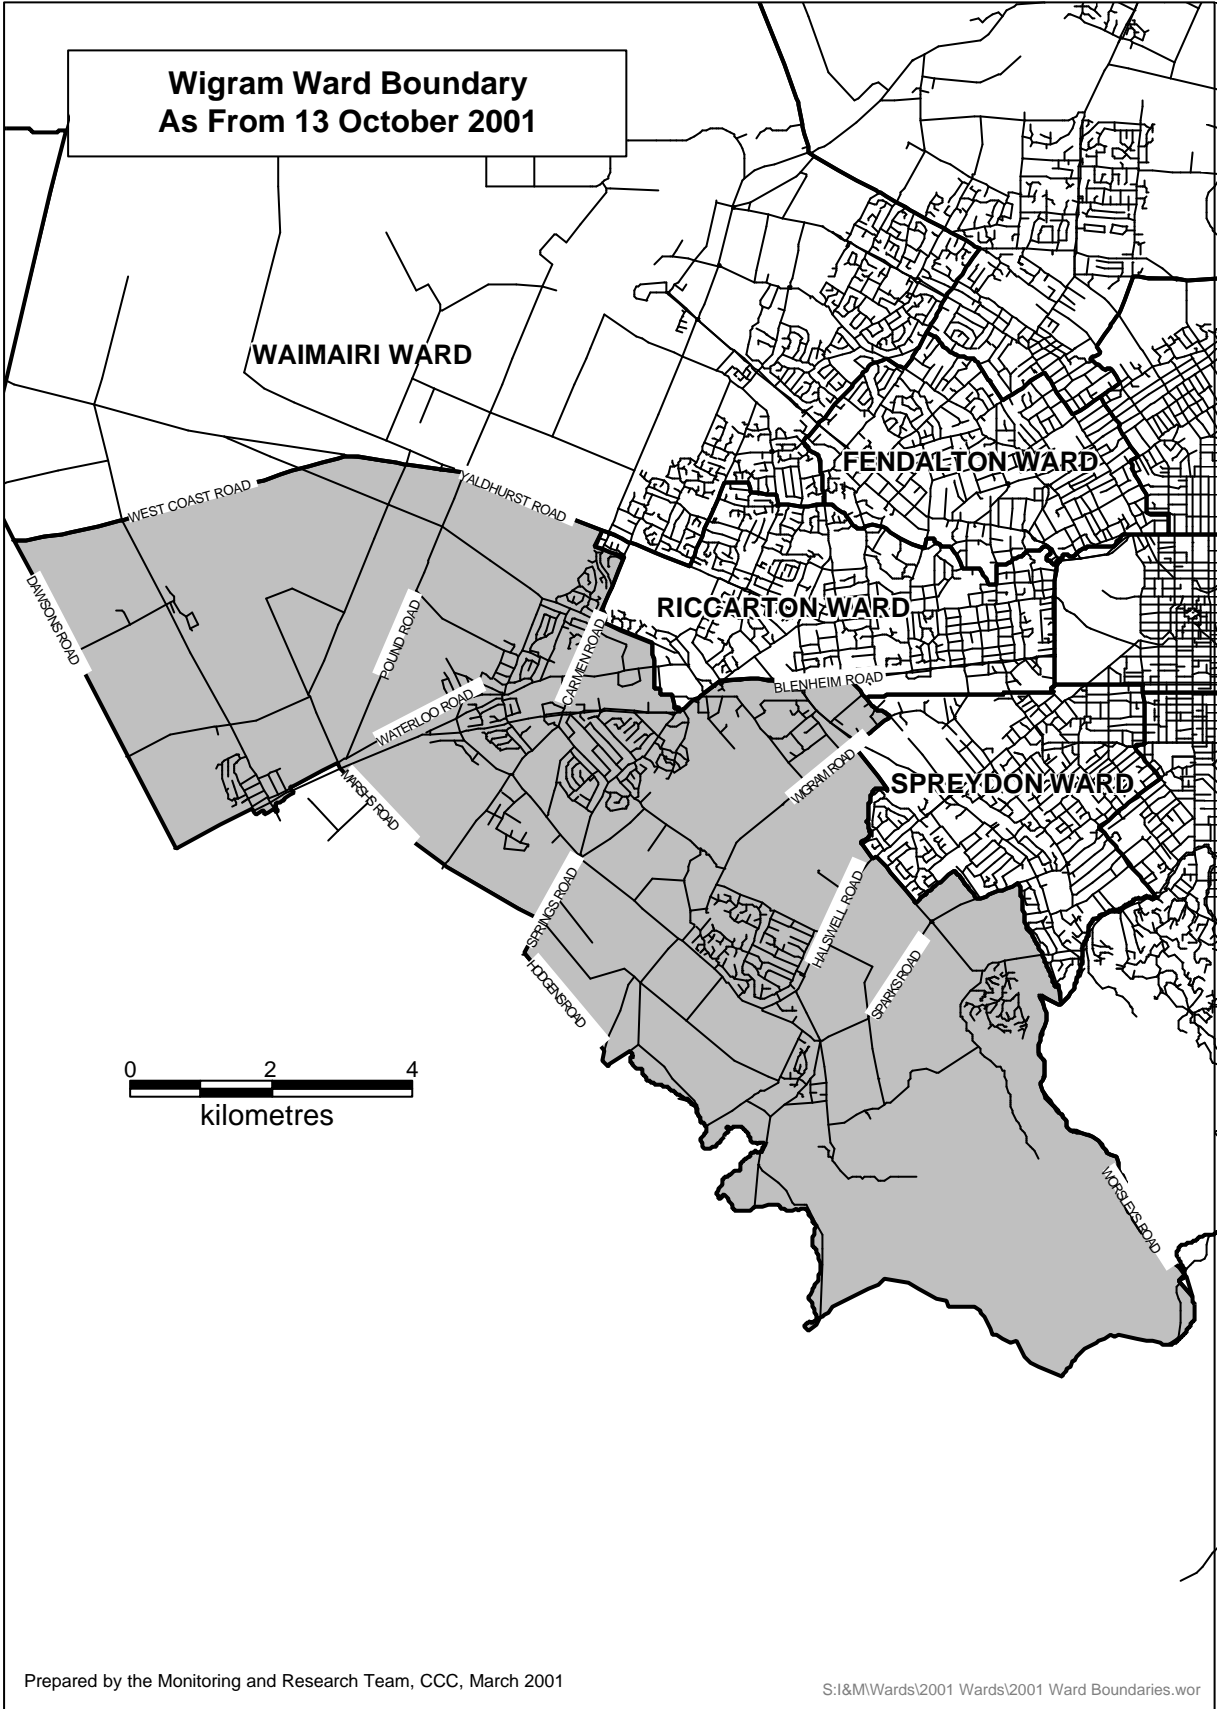 Wigram Ward Boundary
As From 13 October 2001
WAIMAIRI WARD
FENDALTON WARD
WEST COAST ROAD
YALDHURST ROAD
DAWSONS ROAD
POUND ROAD
CARMEN ROAD
RICCARTON WARD
BLENHEIM ROAD
WATERLOO ROAD
MARSHS ROAD
WIGRAM ROAD
SPREYDON WARD
SPRINGS ROAD
HALSWELL ROAD
HODGENS ROAD
SPARKS ROAD
0 2 4
kilometres
WORSLEYS ROAD
Prepared by the Monitoring and Research Team, CCC, March 2001
S:I&M\Wards\2001 Wards\2001 Ward Boundaries.wor